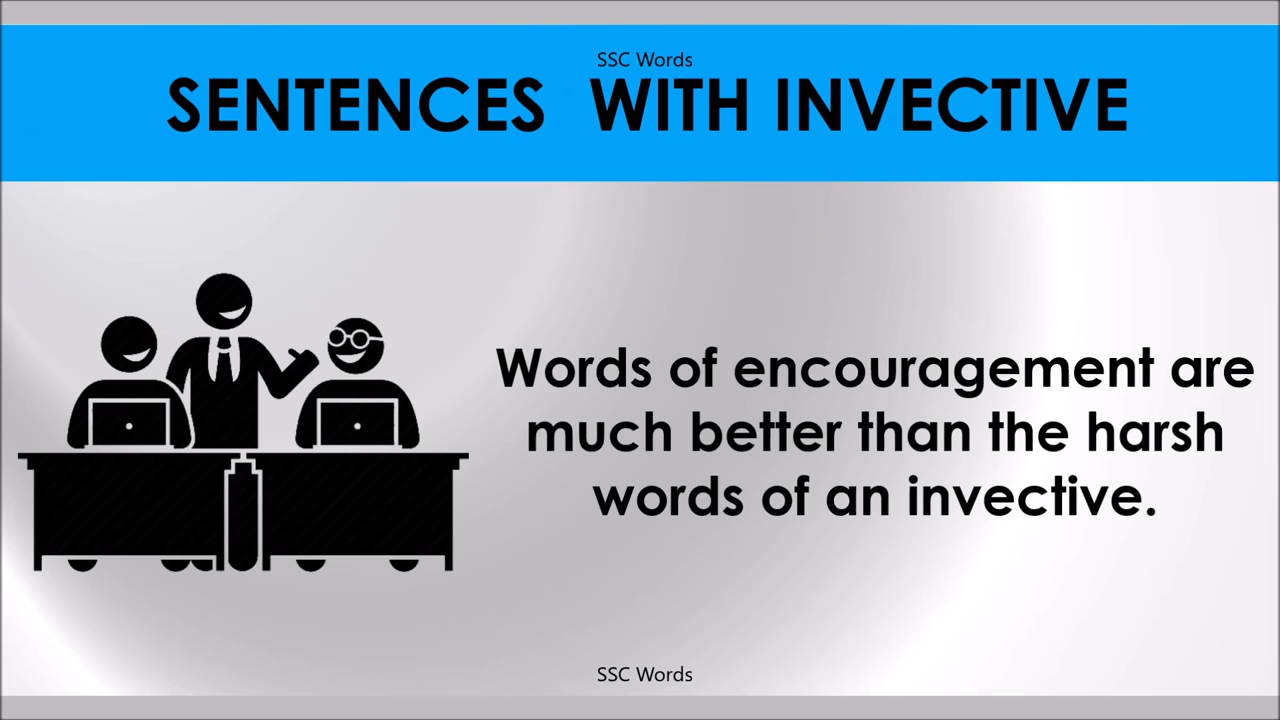 SSC Words
SENTENCES WITH INVECTIVE
Words of encouragement are
much better than the harsh
words of an invective.
SSC Words